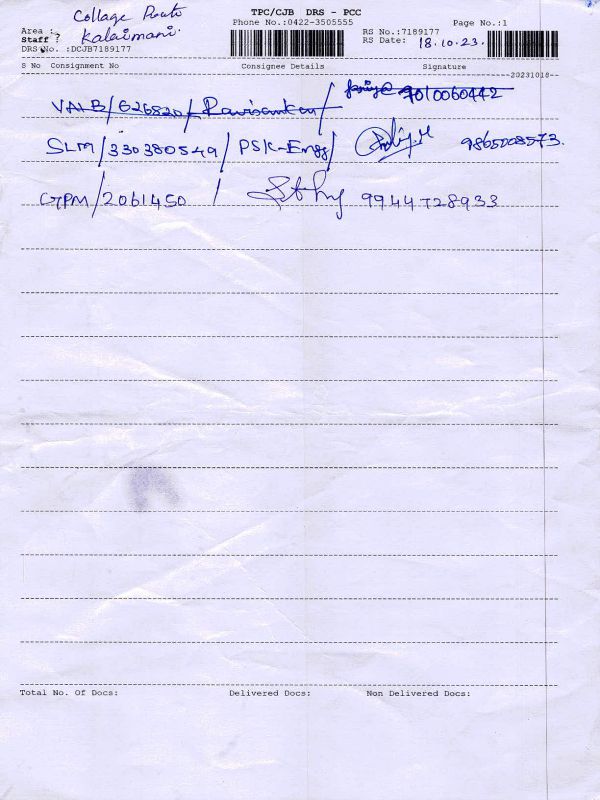 Collage Route
TPC/CJB DRS - PCC
Area :
Staff ? Kalaimani.
Phone No.:0422-3505555
Page No.:1
RS No.:7189177
DRS No. :DCJB7189177
RS Date: 18.10.23.
S No Consignment No Consignee Details Signature
20231018
VALB/626820/Ravisankar/ 9010060442
SLM/330380549/PSK-Engg/ 9865008573.
GTPM/2061450 / 9944728933
Total No. Of Docs: Delivered Docs: Non Delivered Docs: